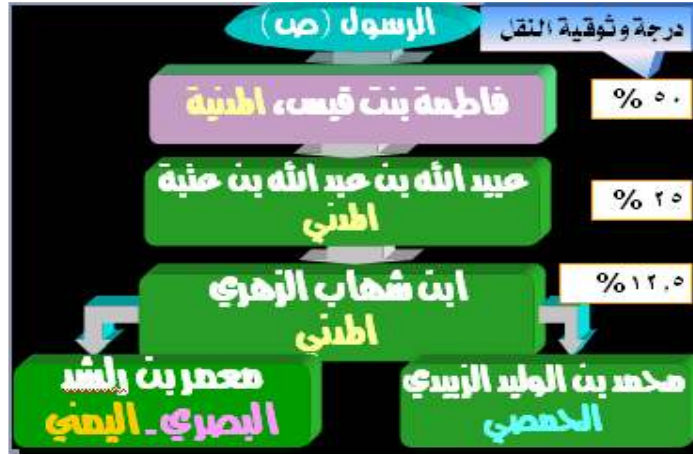 الرسول (ص)
درجة وثوقية النقل
فاطمة بنت قيس، المدنية
٥٠ %
عبيد الله بن عبد الله بن عتبة
المدني
٢٥ %
ابن شهاب الزهري
المدني
١٢,٥%
محمد بن الوليد الزبيدي
الحمصي
معمر بن راشد
البصري - اليمني